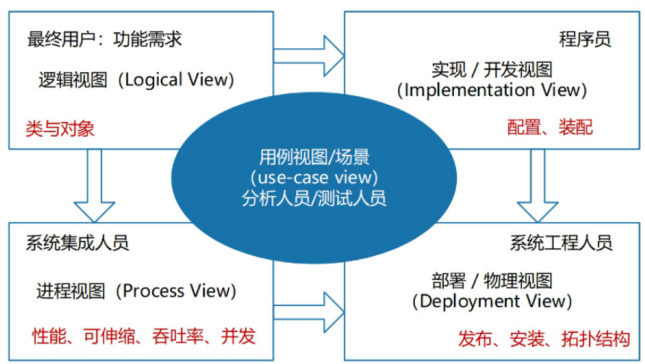 最终用户：功能需求
逻辑视图（Logical View）
类与对象
程序员
实现 / 开发视图
（Implementation View）
配置、装配
用例视图/场景
(use-case view)
分析人员/测试人员
系统集成人员
进程视图（Process View）
性能、可伸缩、吞吐率、并发
系统工程人员
部署 / 物理视图
（Deployment View）
发布、安装、拓扑结构